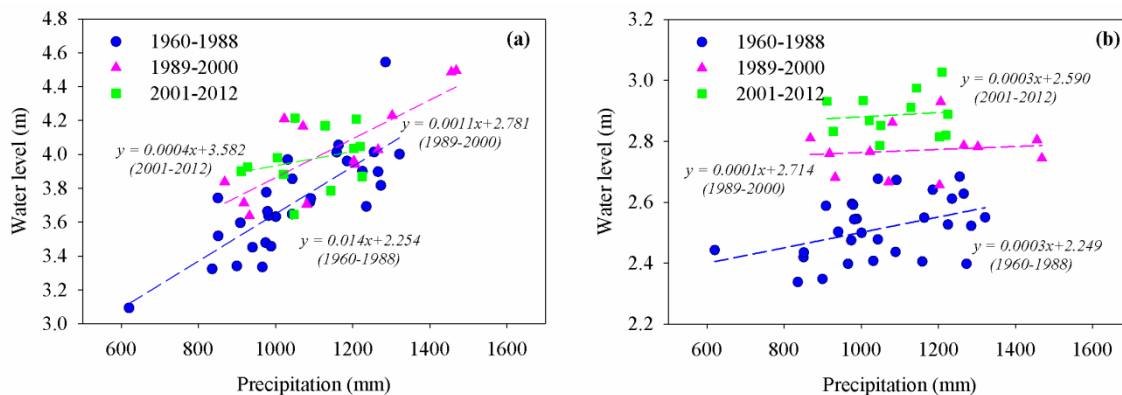 4.8
4.6
4.4
4.2
4.0
3.8
3.6
3.4
3.2
3.0
Water level (m)
1960-1988
1989-2000
2001-2012
(a)
y = 0.0011x+2.781
(1989-2000)
y = 0.0004x+3.582
(2001-2012)
y = 0.014x+2.254
(1960-1988)
600 800 1000 1200 1400 1600
Precipitation (mm)
3.2
3.0
2.8
2.6
2.4
2.2
Water level (m)
1960-1988
1989-2000
2001-2012
(b)
y = 0.0003x+2.590
(2001-2012)
y = 0.0001x+2.714
(1989-2000)
y = 0.0003x+2.249
(1960-1988)
600 800 1000 1200 1400 1600
Precipitation (mm)